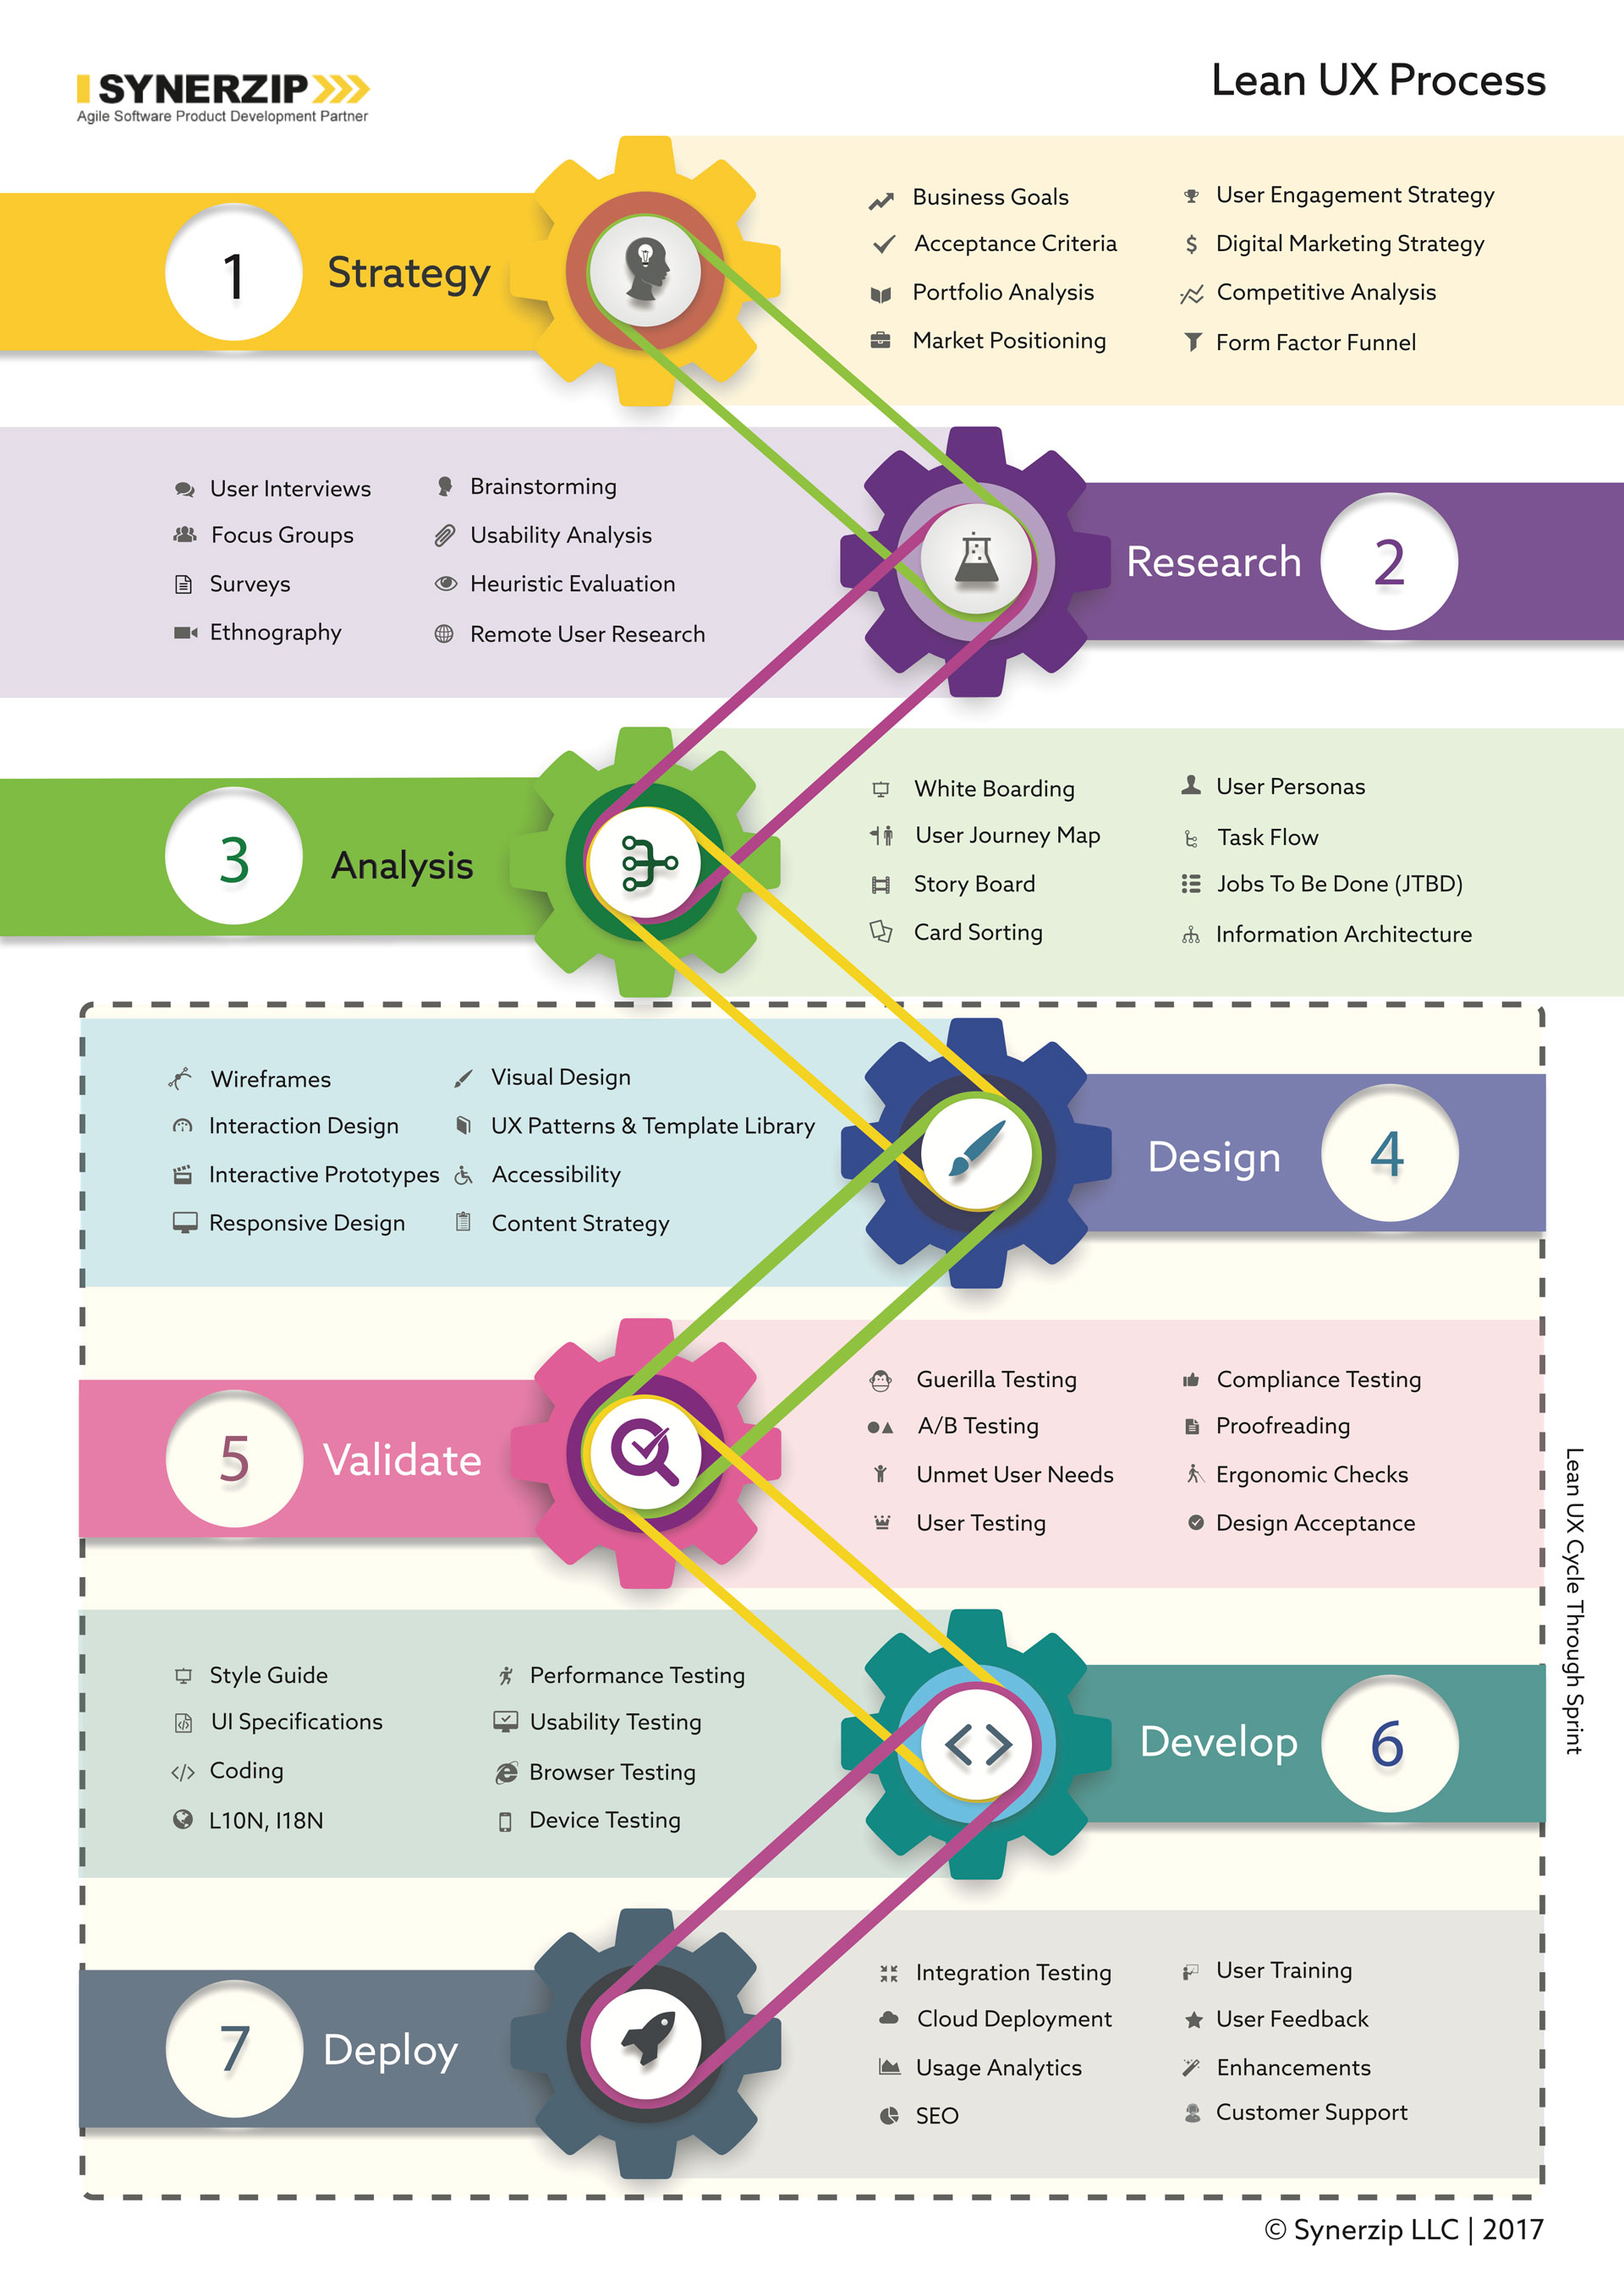 SYNERZIP
Agile Software Product Development Partner
Lean UX Process
1
Strategy
Business Goals
Acceptance Criteria
Portfolio Analysis
Market Positioning
User Engagement Strategy
$ Digital Marketing Strategy
Competitive Analysis
Form Factor Funnel
User Interviews
Focus Groups
Surveys
Ethnography
Brainstorming
Usability Analysis
Heuristic Evaluation
Remote User Research
Research
2
3
Analysis
White Boarding
User Journey Map
Story Board
Card Sorting
User Personas
Task Flow
Jobs To Be Done (JTBD)
Information Architecture
Wireframes
Interaction Design
Interactive Prototypes
Responsive Design
Visual Design
UX Patterns & Template Library
Accessibility
Content Strategy
Design
4
5
Validate
Guerilla Testing
A/B Testing
Unmet User Needs
User Testing
Compliance Testing
Proofreading
Ergonomic Checks
Design Acceptance
Lean UX Cycle Through Sprint
Style Guide
UI Specifications
</> Coding
L10N, I18N
Performance Testing
Usability Testing
Browser Testing
Device Testing
Develop
6
7
Deploy
Integration Testing
Cloud Deployment
Usage Analytics
SEO
User Training
User Feedback
Enhancements
Customer Support
© Synerzip LLC | 2017